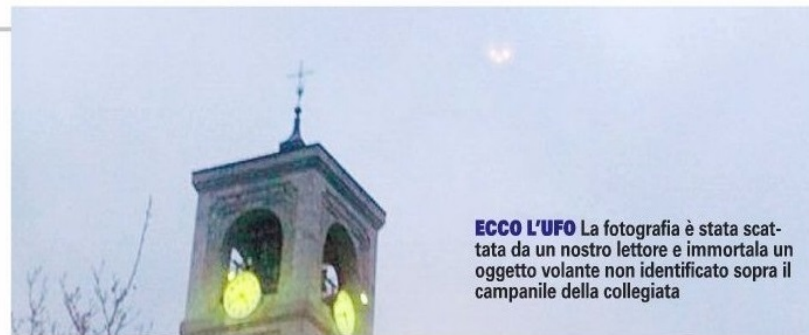 ECCO L'UFO La fotografia è stata scat-
tata da un nostro lettore e immortala un
oggetto volante non identificato sopra il
campanile della collegiata